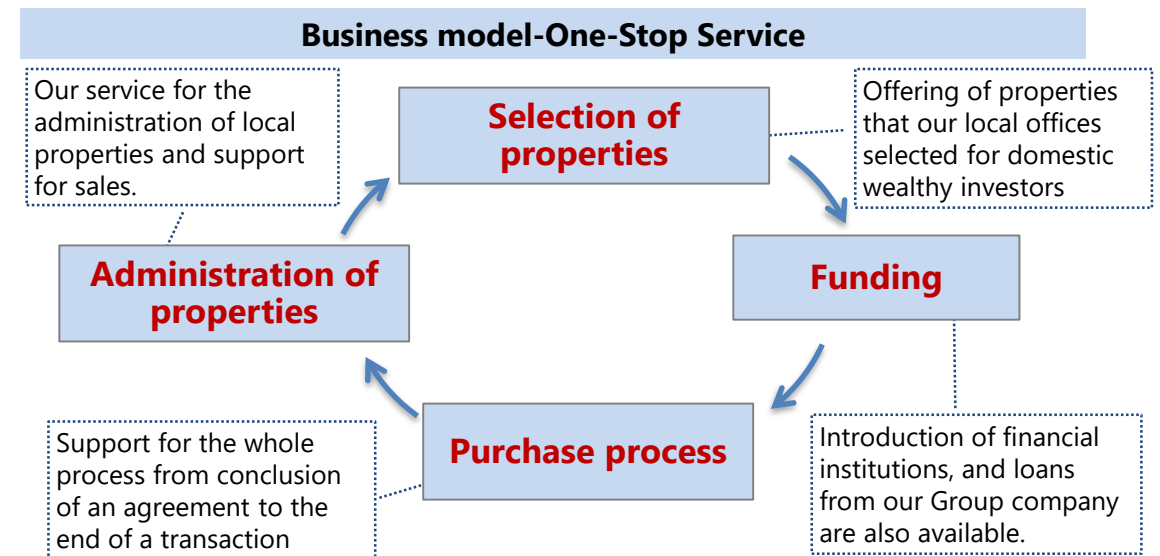 Business model-One-Stop Service
Our service for the
administration of local
properties and support
for sales.
Selection of
properties
Offering of properties
that our local offices
selected for domestic
wealthy investors
Administration of
properties
Funding
Purchase process
Support for the whole
process from conclusion
of an agreement to the
end of a transaction
Introduction of financial
institutions, and loans
from our Group company
are also available.